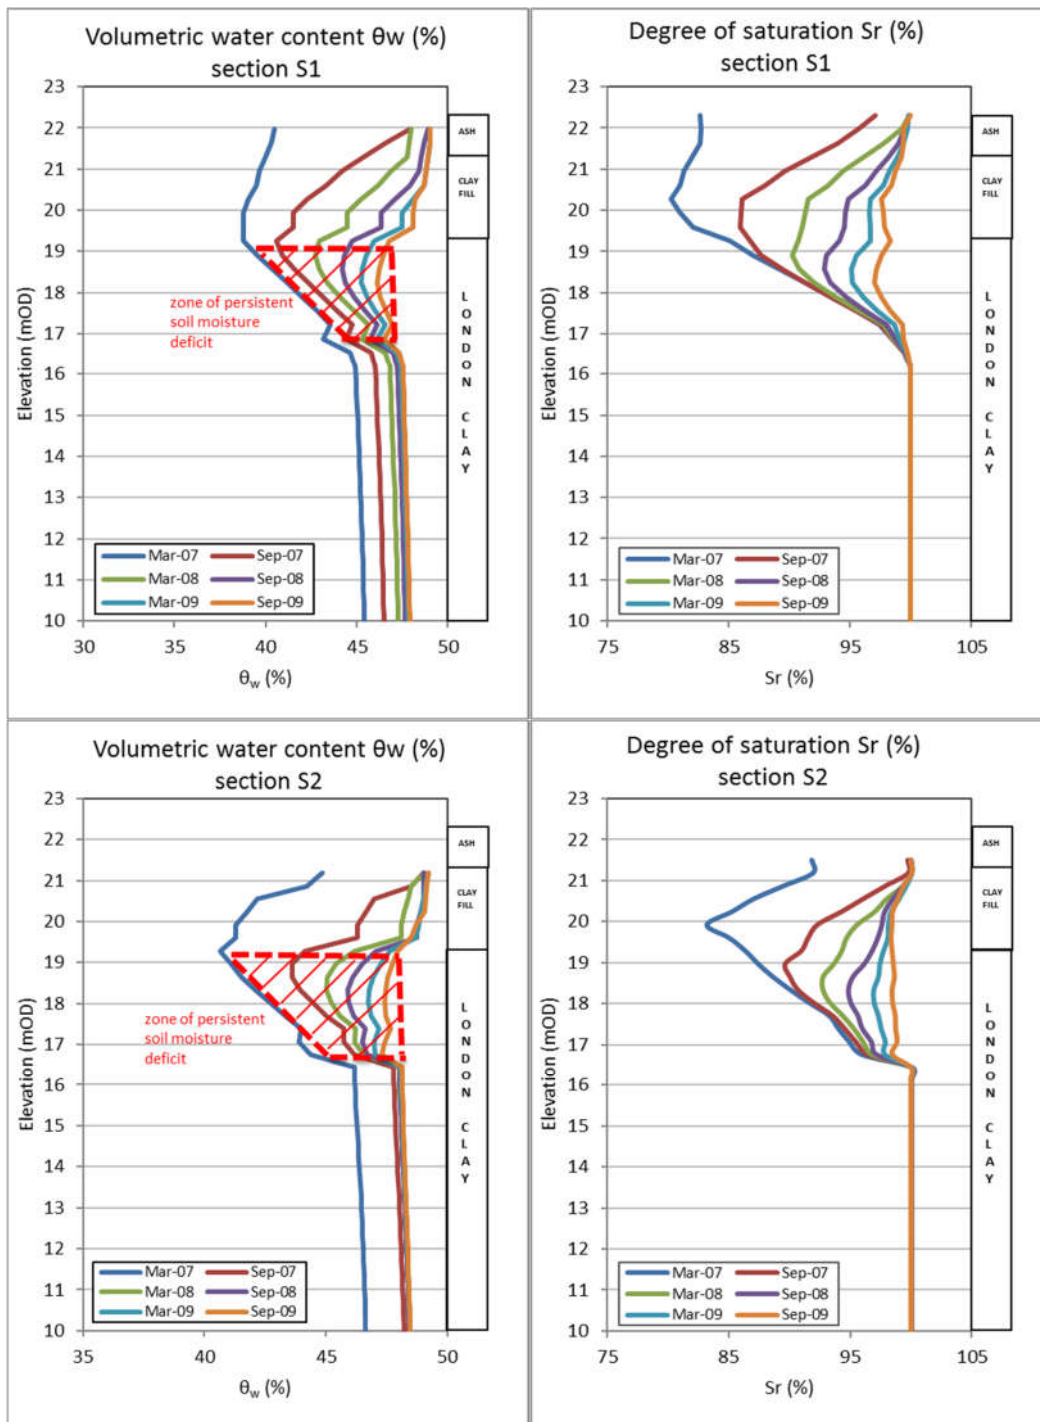 Volumetric water content θw (%)
section S1
23
22
21
20
19
18
17
16
15
14
13
12
11
10
Elevation (mOD)
30
40
45
50
θw (%)
zone of persistent
soil moisture
deficit
Mar-07
Sep-07
Mar-08
Sep-08
Mar-09
Sep-09
ASH
CLAY
FILL
LONDON CLAY
Degree of saturation Sr (%)
section S1
23
22
21
20
19
18
17
16
15
14
13
12
11
10
Elevation (mOD)
75
85
95
105
Sr (%)
Mar-07
Sep-07
Mar-08
Sep-08
Mar-09
Sep-09
ASH
CLAY
FILL
LONDON CLAY
Volumetric water content θw (%)
section S2
23
22
21
20
19
18
17
16
15
14
13
12
11
10
Elevation (mOD)
35
40
45
50
θw (%)
zone of persistent
soil moisture
deficit
Mar-07
Sep-07
Mar-08
Sep-08
Mar-09
Sep-09
ASH
CLAY
FILL
LONDON CLAY
Degree of saturation Sr (%)
section S2
23
22
21
20
19
18
17
16
15
14
13
12
11
10
Elevation (mOD)
75
85
95
105
Sr (%)
Mar-07
Sep-07
Mar-08
Sep-08
Mar-09
Sep-09
ASH
CLAY
FILL
LONDON CLAY